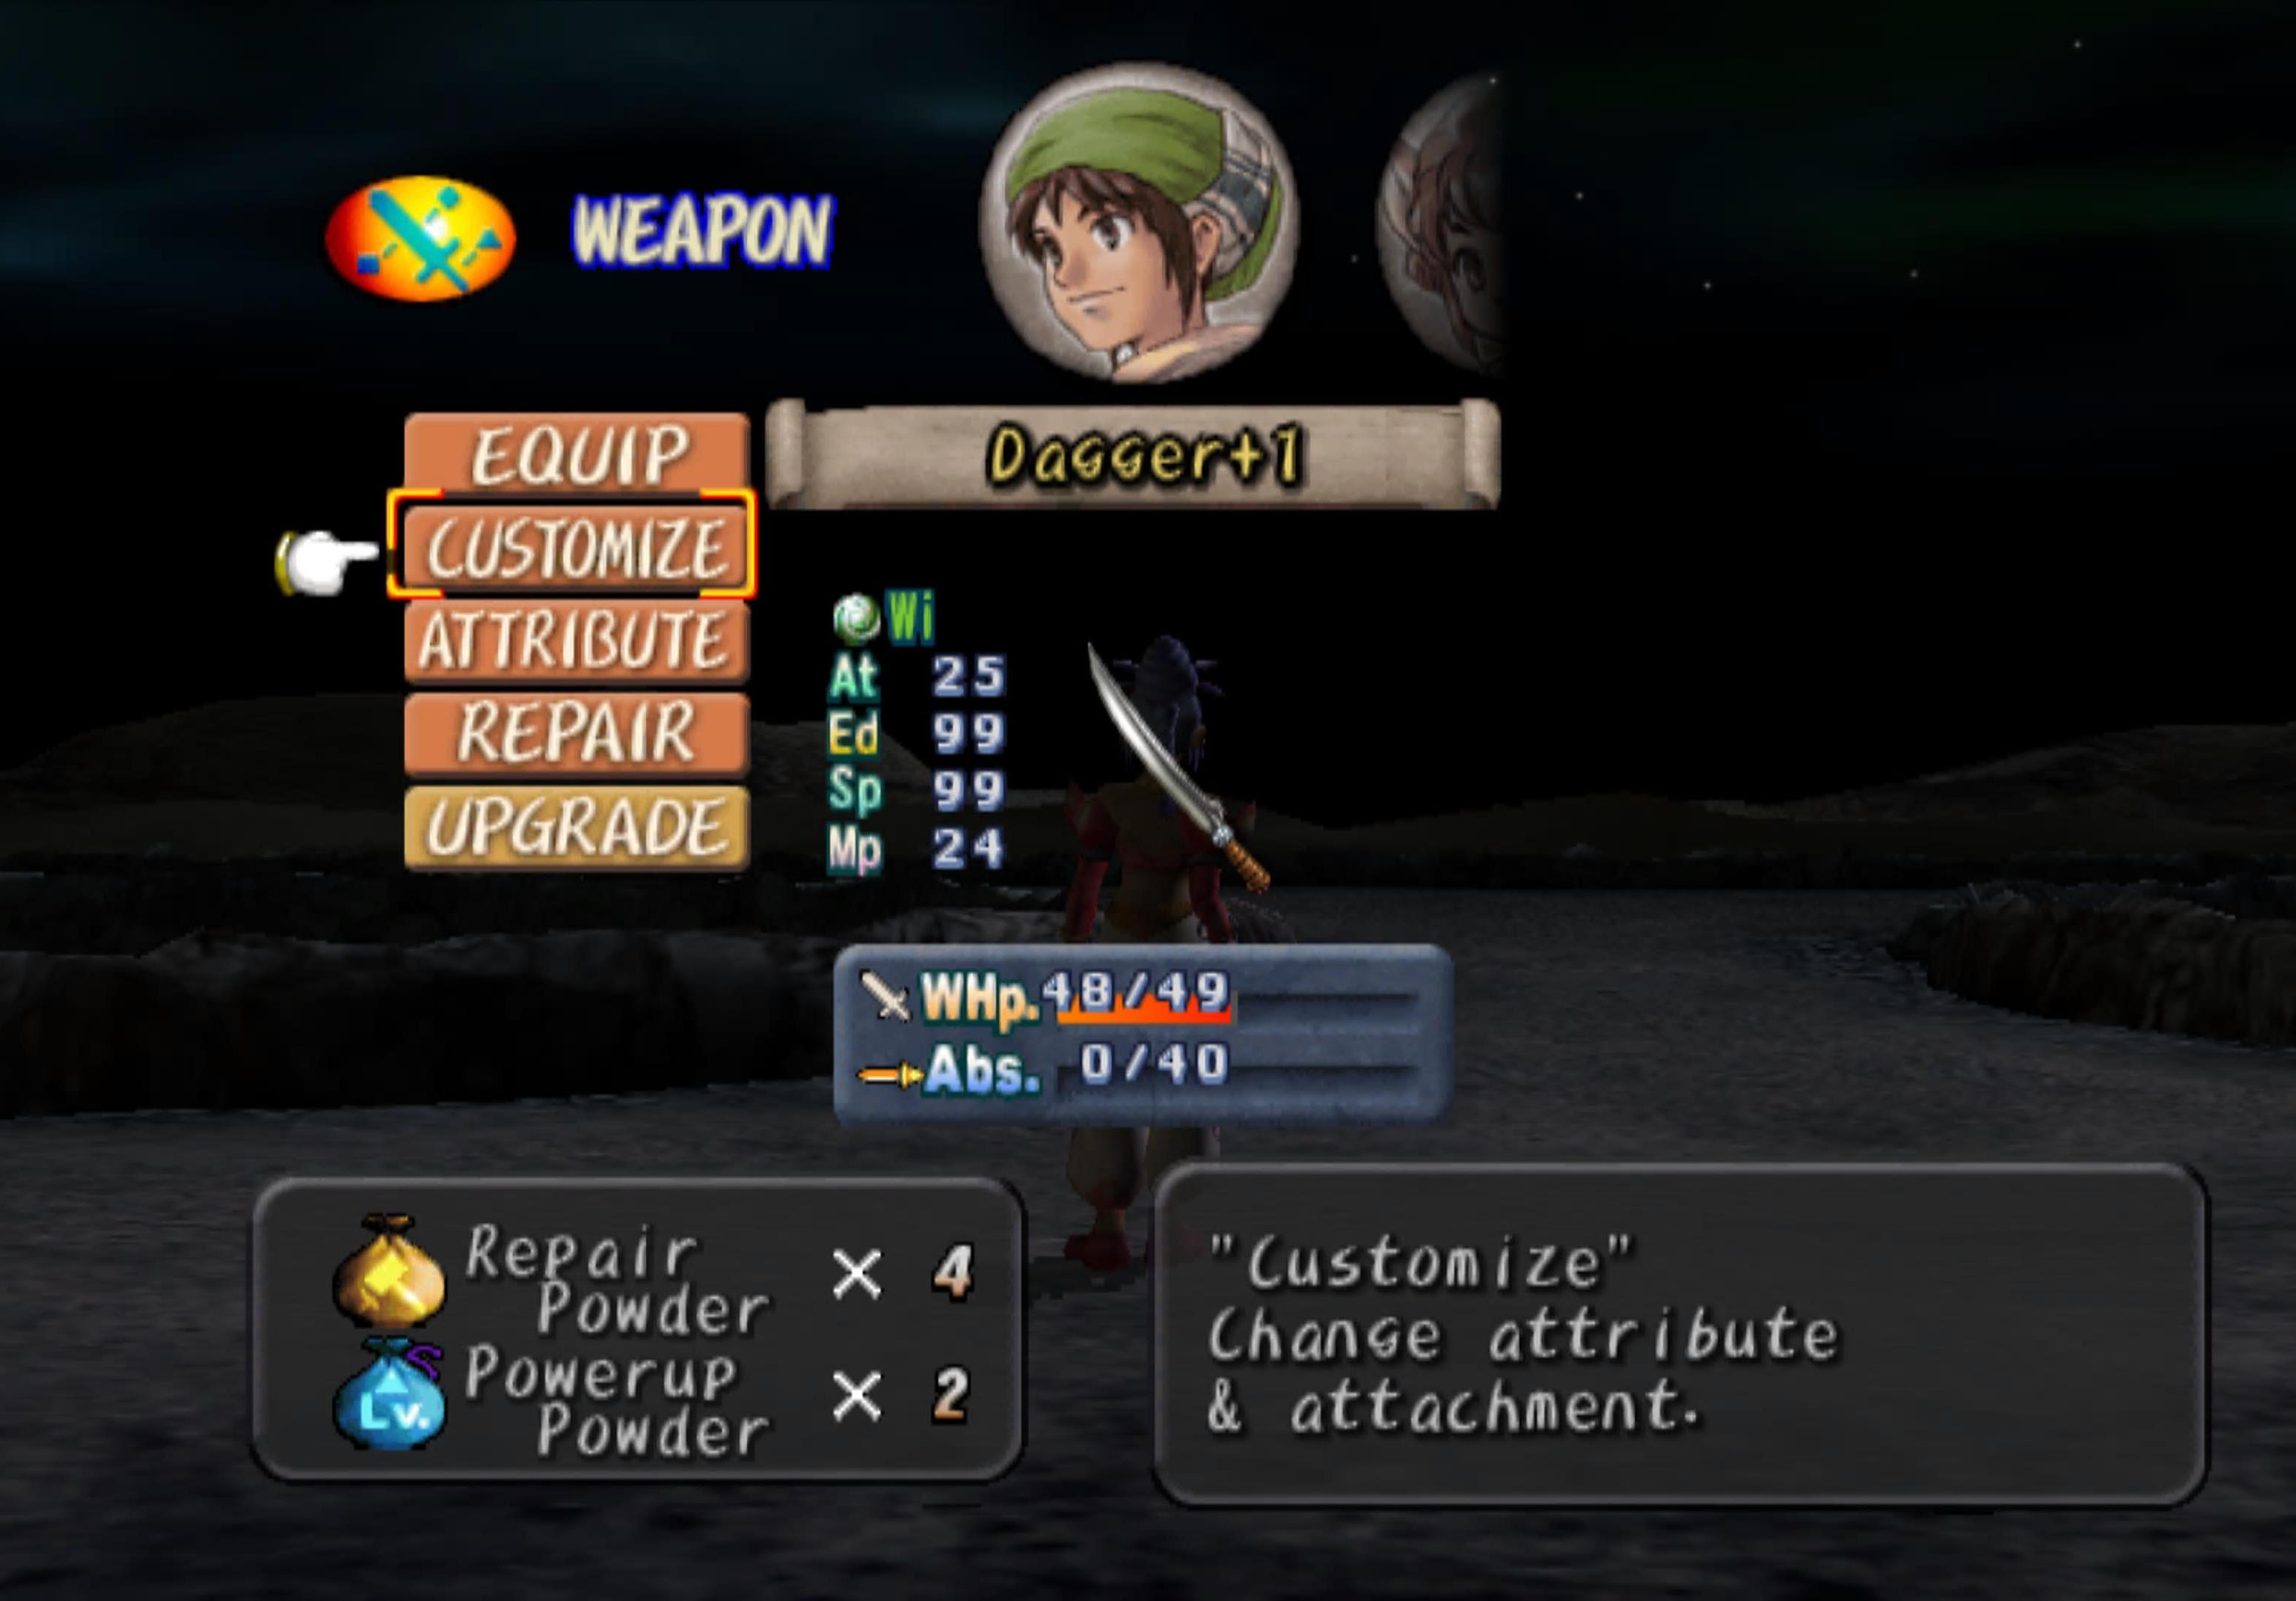 WEAPON
EQUIP
Dagger+1
CUSTOMIZE
ATTRIBUTE
REPAIR
UPGRADE
Wi
At 25
Ed 99
Sp 99
Mp 24
WHp. 48/49
Abs. 0/40
Repair
Powder × 4
Lv.
Powerup
Powder × 2
"Customize"
Change attribute
& attachment.